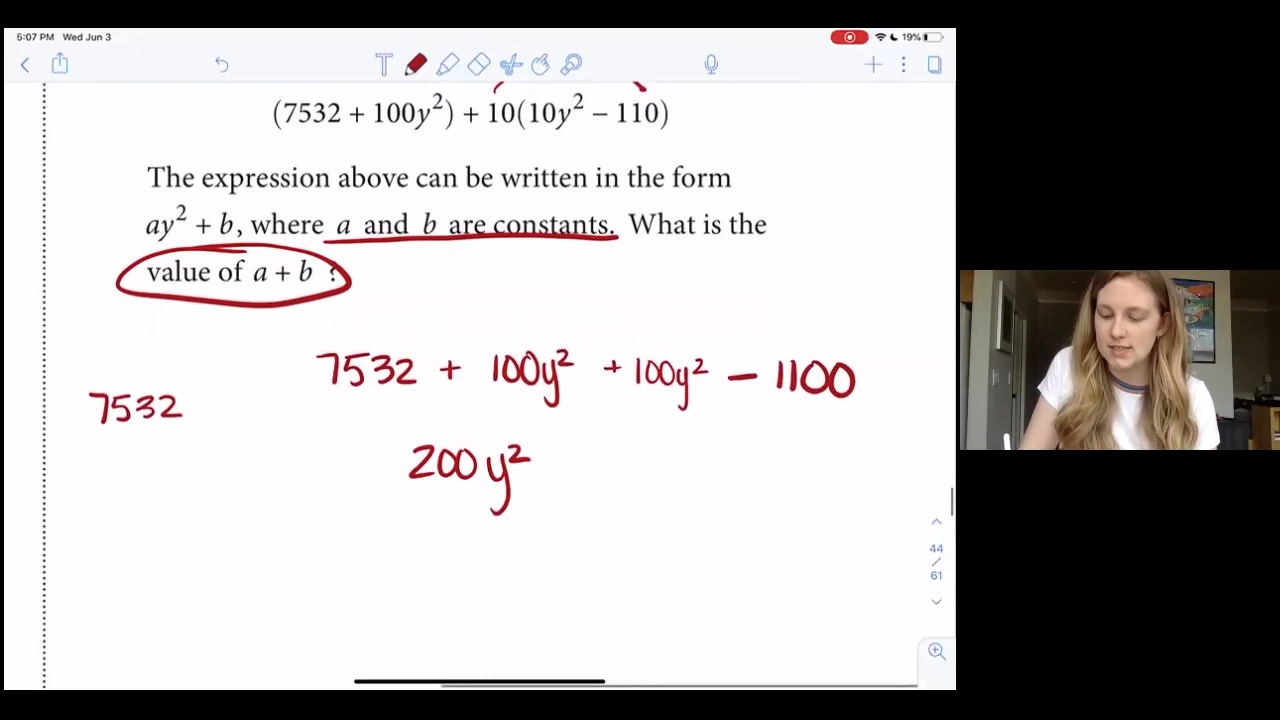 5:07 PM Wed Jun 3
19%
T
(7532 + 100y² ) + 10(10y² − 110)
The expression above can be written in the form
ay² + b, where a and b are constants. What is the
value of a + b ?
7532 + 100y² + 100y² − 1100
7532
200y²
44
/
61